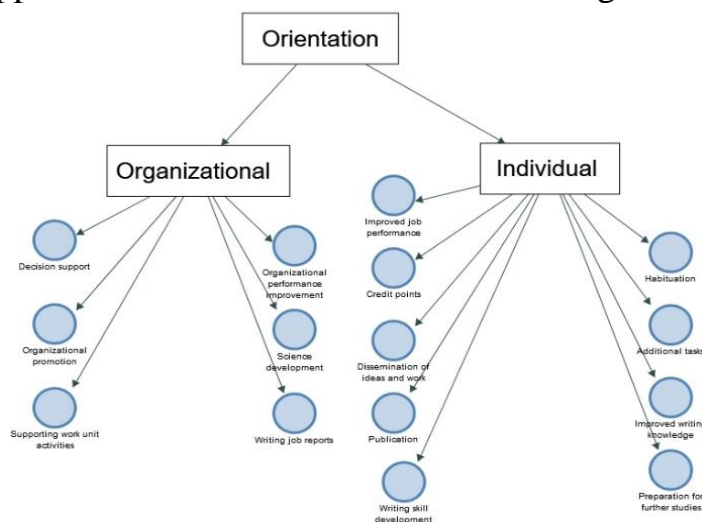 Orientation
Organizational
Individual
Decision support
Organizational
promotion
Supporting work unit
activities
Organizational
performance
improvement
Science
development
Writing job reports
Improved job
performance
Credit points
Dissemination of
ideas and work
Publication
Writing skill
development
Habituation
Additional tasks
Improved writing
knowledge
Preparation for
further studies